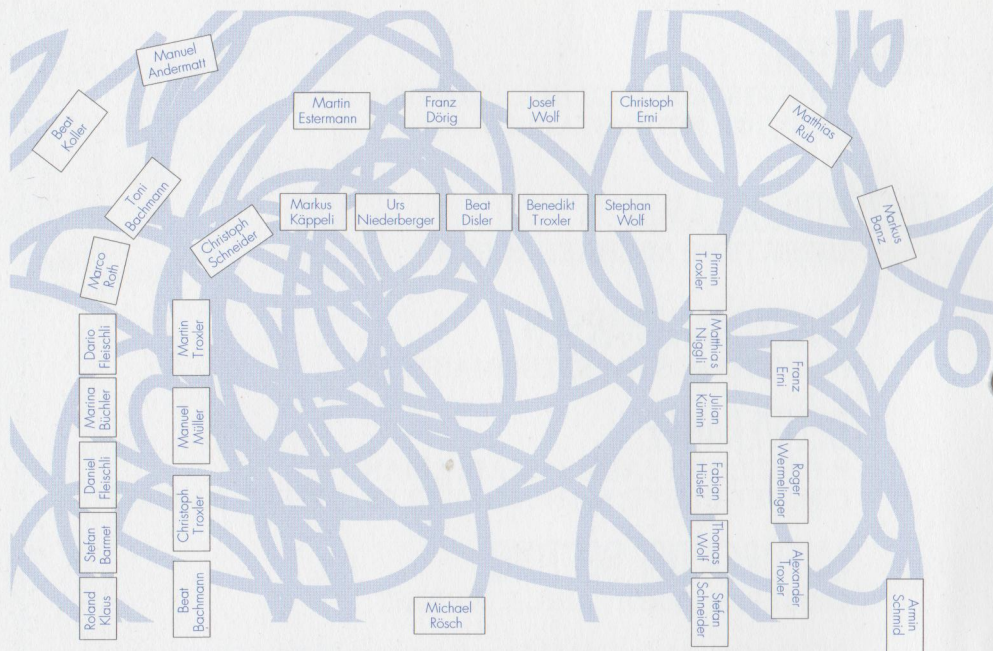 Manuel
Andermatt
Beat
Koller
Martin
Estermann
Franz
Dörig
Josef
Wolf
Christoph
Erni
Matthias
Rub
Toni
Bachmann
Christoph
Schneider
Markus
Käppeli
Urs
Niederberger
Beat
Disler
Benedikt
Troxler
Stephan
Wolf
Markus
Banz
Marco
Roth
Pirmin
Troxler
Dario
Fleischli
Martin
Troxler
Matthias
Niggli
Franz
Erni
Marina
Büchler
Manuel
Müller
Julian
Kümin
Daniel
Fleischli
Fabian
Hüsler
Roger
Wermelinger
Stefan
Barmet
Christoph
Troxler
Thomas
Wolf
Alexander
Troxler
Roland
Klaus
Beat
Bachmann
Michael
Rösch
Stefan
Schneider
Armin
Schmid